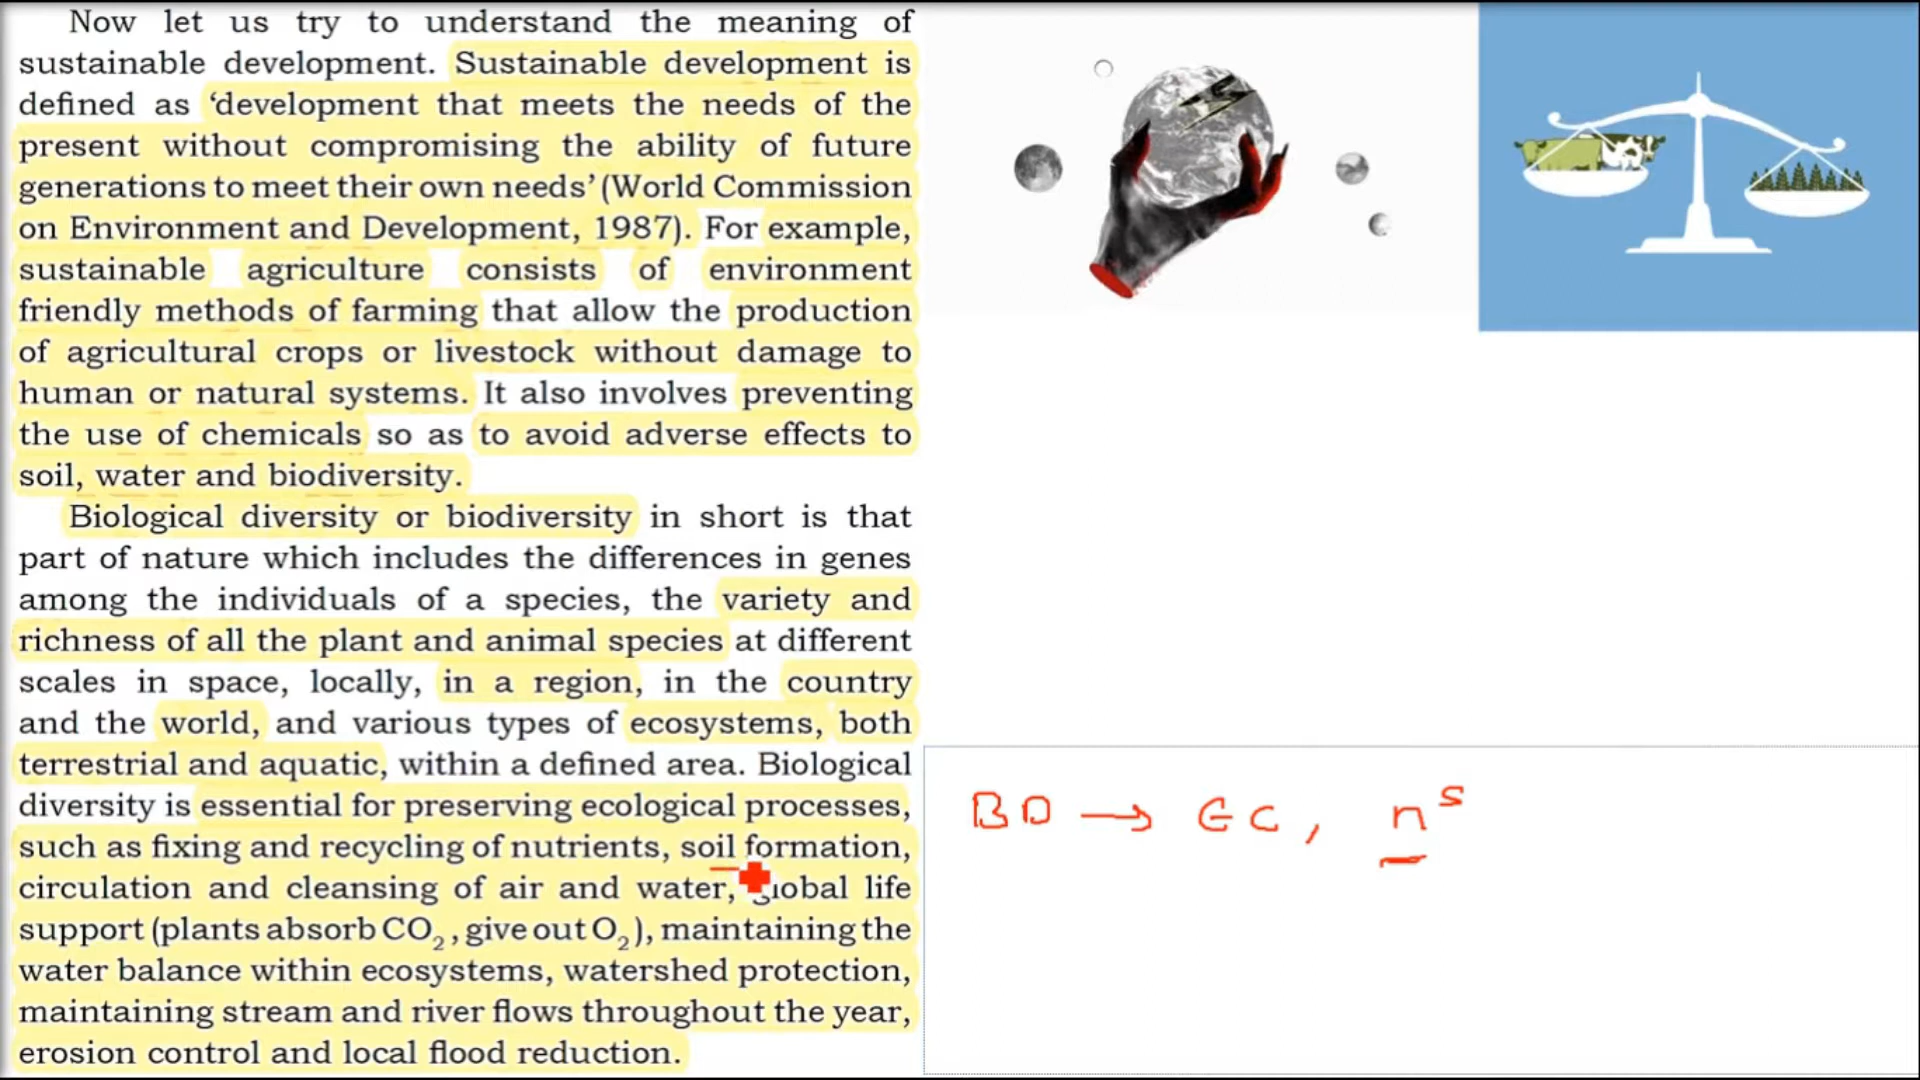 Now let us try to understand the meaning of
sustainable development. Sustainable development is
defined as ‘development that meets the needs of the
present without compromising the ability of future
generations to meet their own needs’ (World Commission
on Environment and Development, 1987). For example,
sustainable agriculture consists of environment
friendly methods of farming that allow the production
of agricultural crops or livestock without damage to
human or natural systems. It also involves preventing
the use of chemicals so as to avoid adverse effects to
soil, water and biodiversity.
Biological diversity or biodiversity in short is that
part of nature which includes the differences in genes
among the individuals of a species, the variety and
richness of all the plant and animal species at different
scales in space, locally, in a region, in the country
and the world, and various types of ecosystems, both
terrestrial and aquatic, within a defined area. Biological
diversity is essential for preserving ecological processes,
such as fixing and recycling of nutrients, soil formation,
circulation and cleansing of air and water, global life
support (plants absorb CO₂, give out O₂), maintaining the
water balance within ecosystems, watershed protection,
maintaining stream and river flows throughout the year,
erosion control and local flood reduction.
BD → GC, n^s